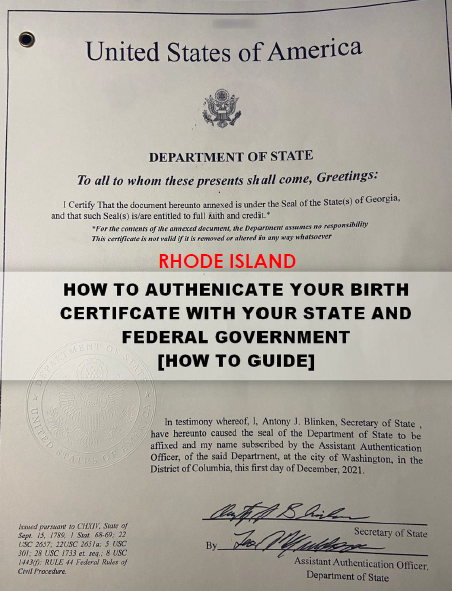 United States of America
DEPARTMENT OF STATE
To all to whom these presents shall come, Greetings:
I Certify That the document hereunto annexed is under the Seal of the State(s) of Georgia,
and that such Seal(s) is/are entitled to full faith and credit.*
*For the contents of the annexed document, the Department assumes no responsibility
This certificate is not valid if it is removed or altered in any way whatsoever
RHODE ISLAND
HOW TO AUTHENICATE YOUR BIRTH
CERTIFCATE WITH YOUR STATE AND
FEDERAL GOVERNMENT
[HOW TO GUIDE]
In testimony whereof, I, Antony J. Blinken, Secretary of State ,
have hereunto caused the seal of the Department of State to be
affixed and my name subscribed by the Assistant Authentication
Officer, of the said Department, at the city of Washington, in the
District of Columbia, this first day of December, 2021.
Issued pursuant to CHXIV, State of
Sept. 15, 1789, 1 Stat. 68-69; 22
USC 2657; 22USC 2651a; 5 USC
301; 28 USC 1733 et. seq.; 8 USC
1443(f); RULE 44 Federal Rules of
Civil Procedure.
Secretary of State
By
Assistant Authentication Officer,
Department of State